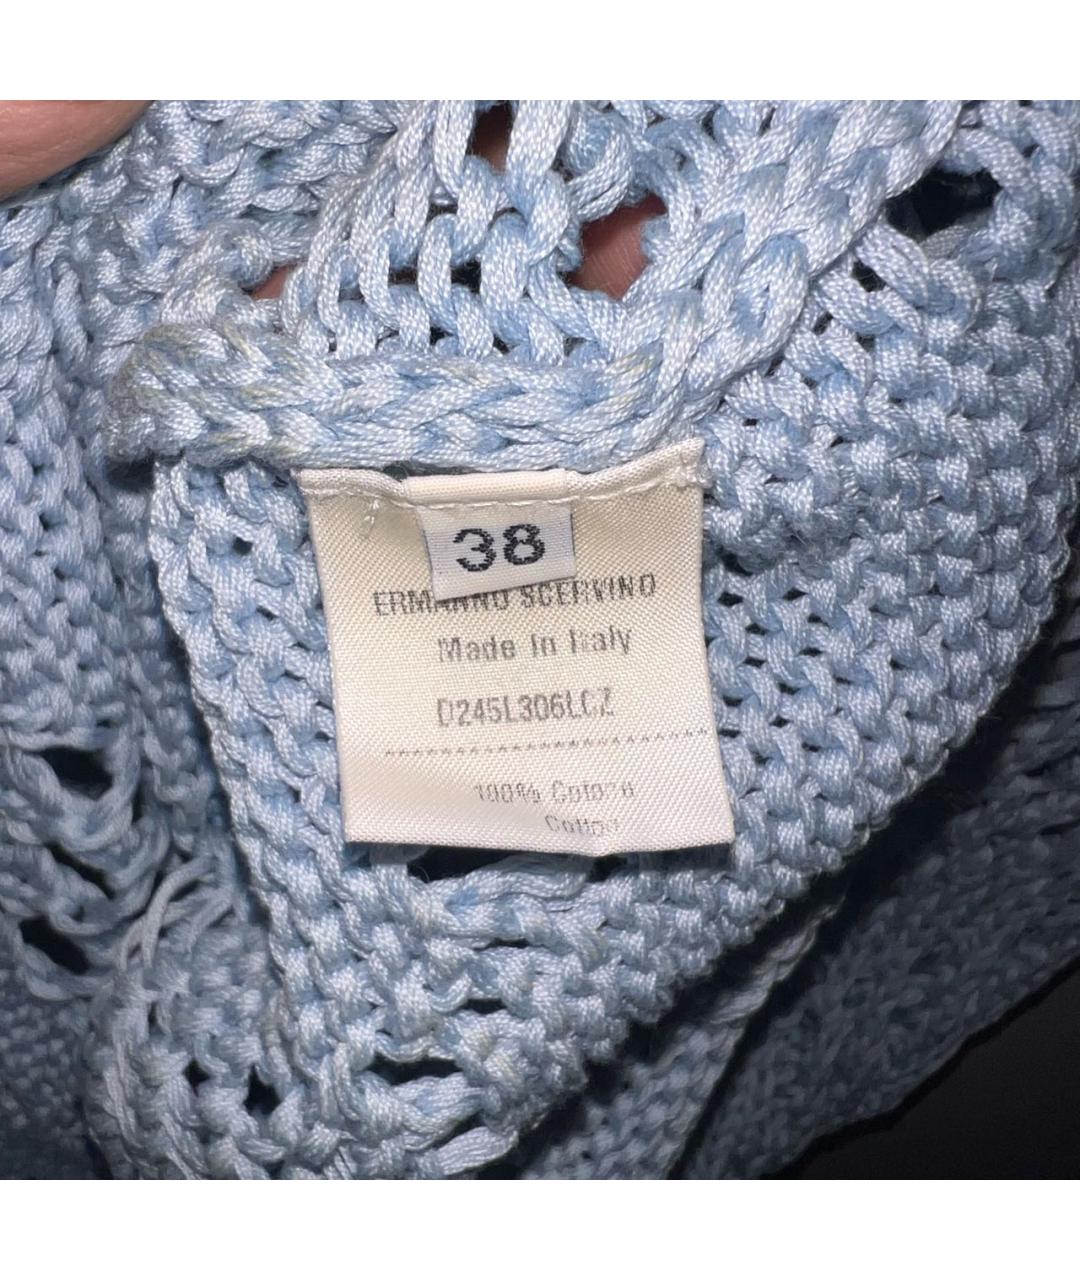 38
ERMANNO SCERVINO
Made in Italy
D245L306LCZ
100% Cotone
Cotton